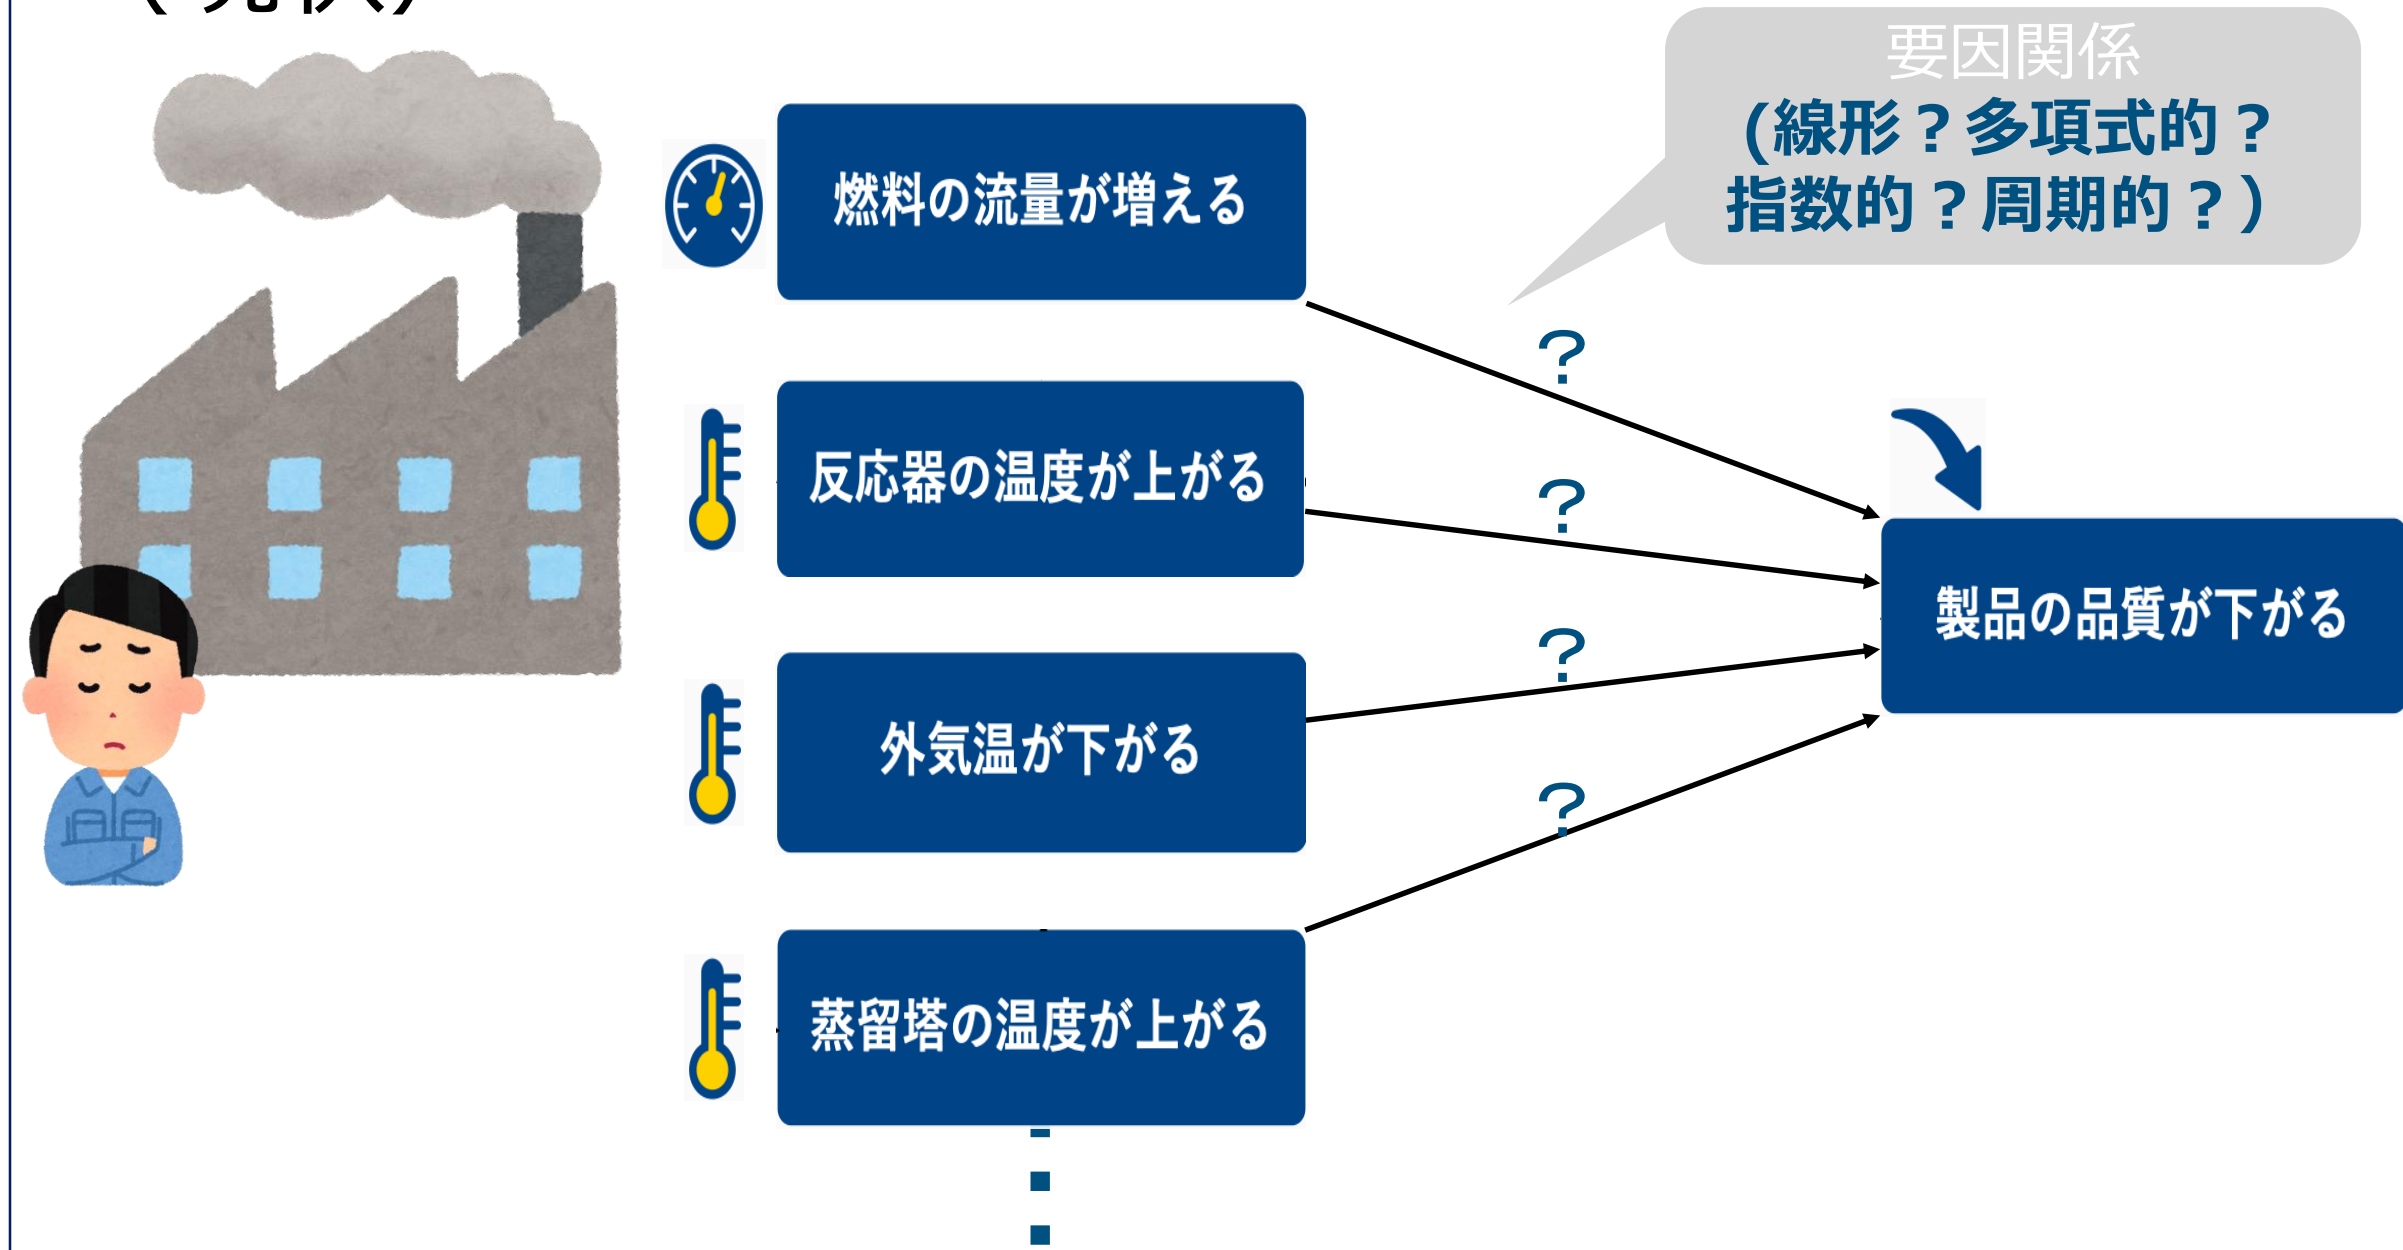 要因関係
(線形？多項式的？
指数的？周期的？)
燃料の流量が増える
？
反応器の温度が上がる
？
製品の品質が下がる
？
外気温が下がる
？
蒸留塔の温度が上がる